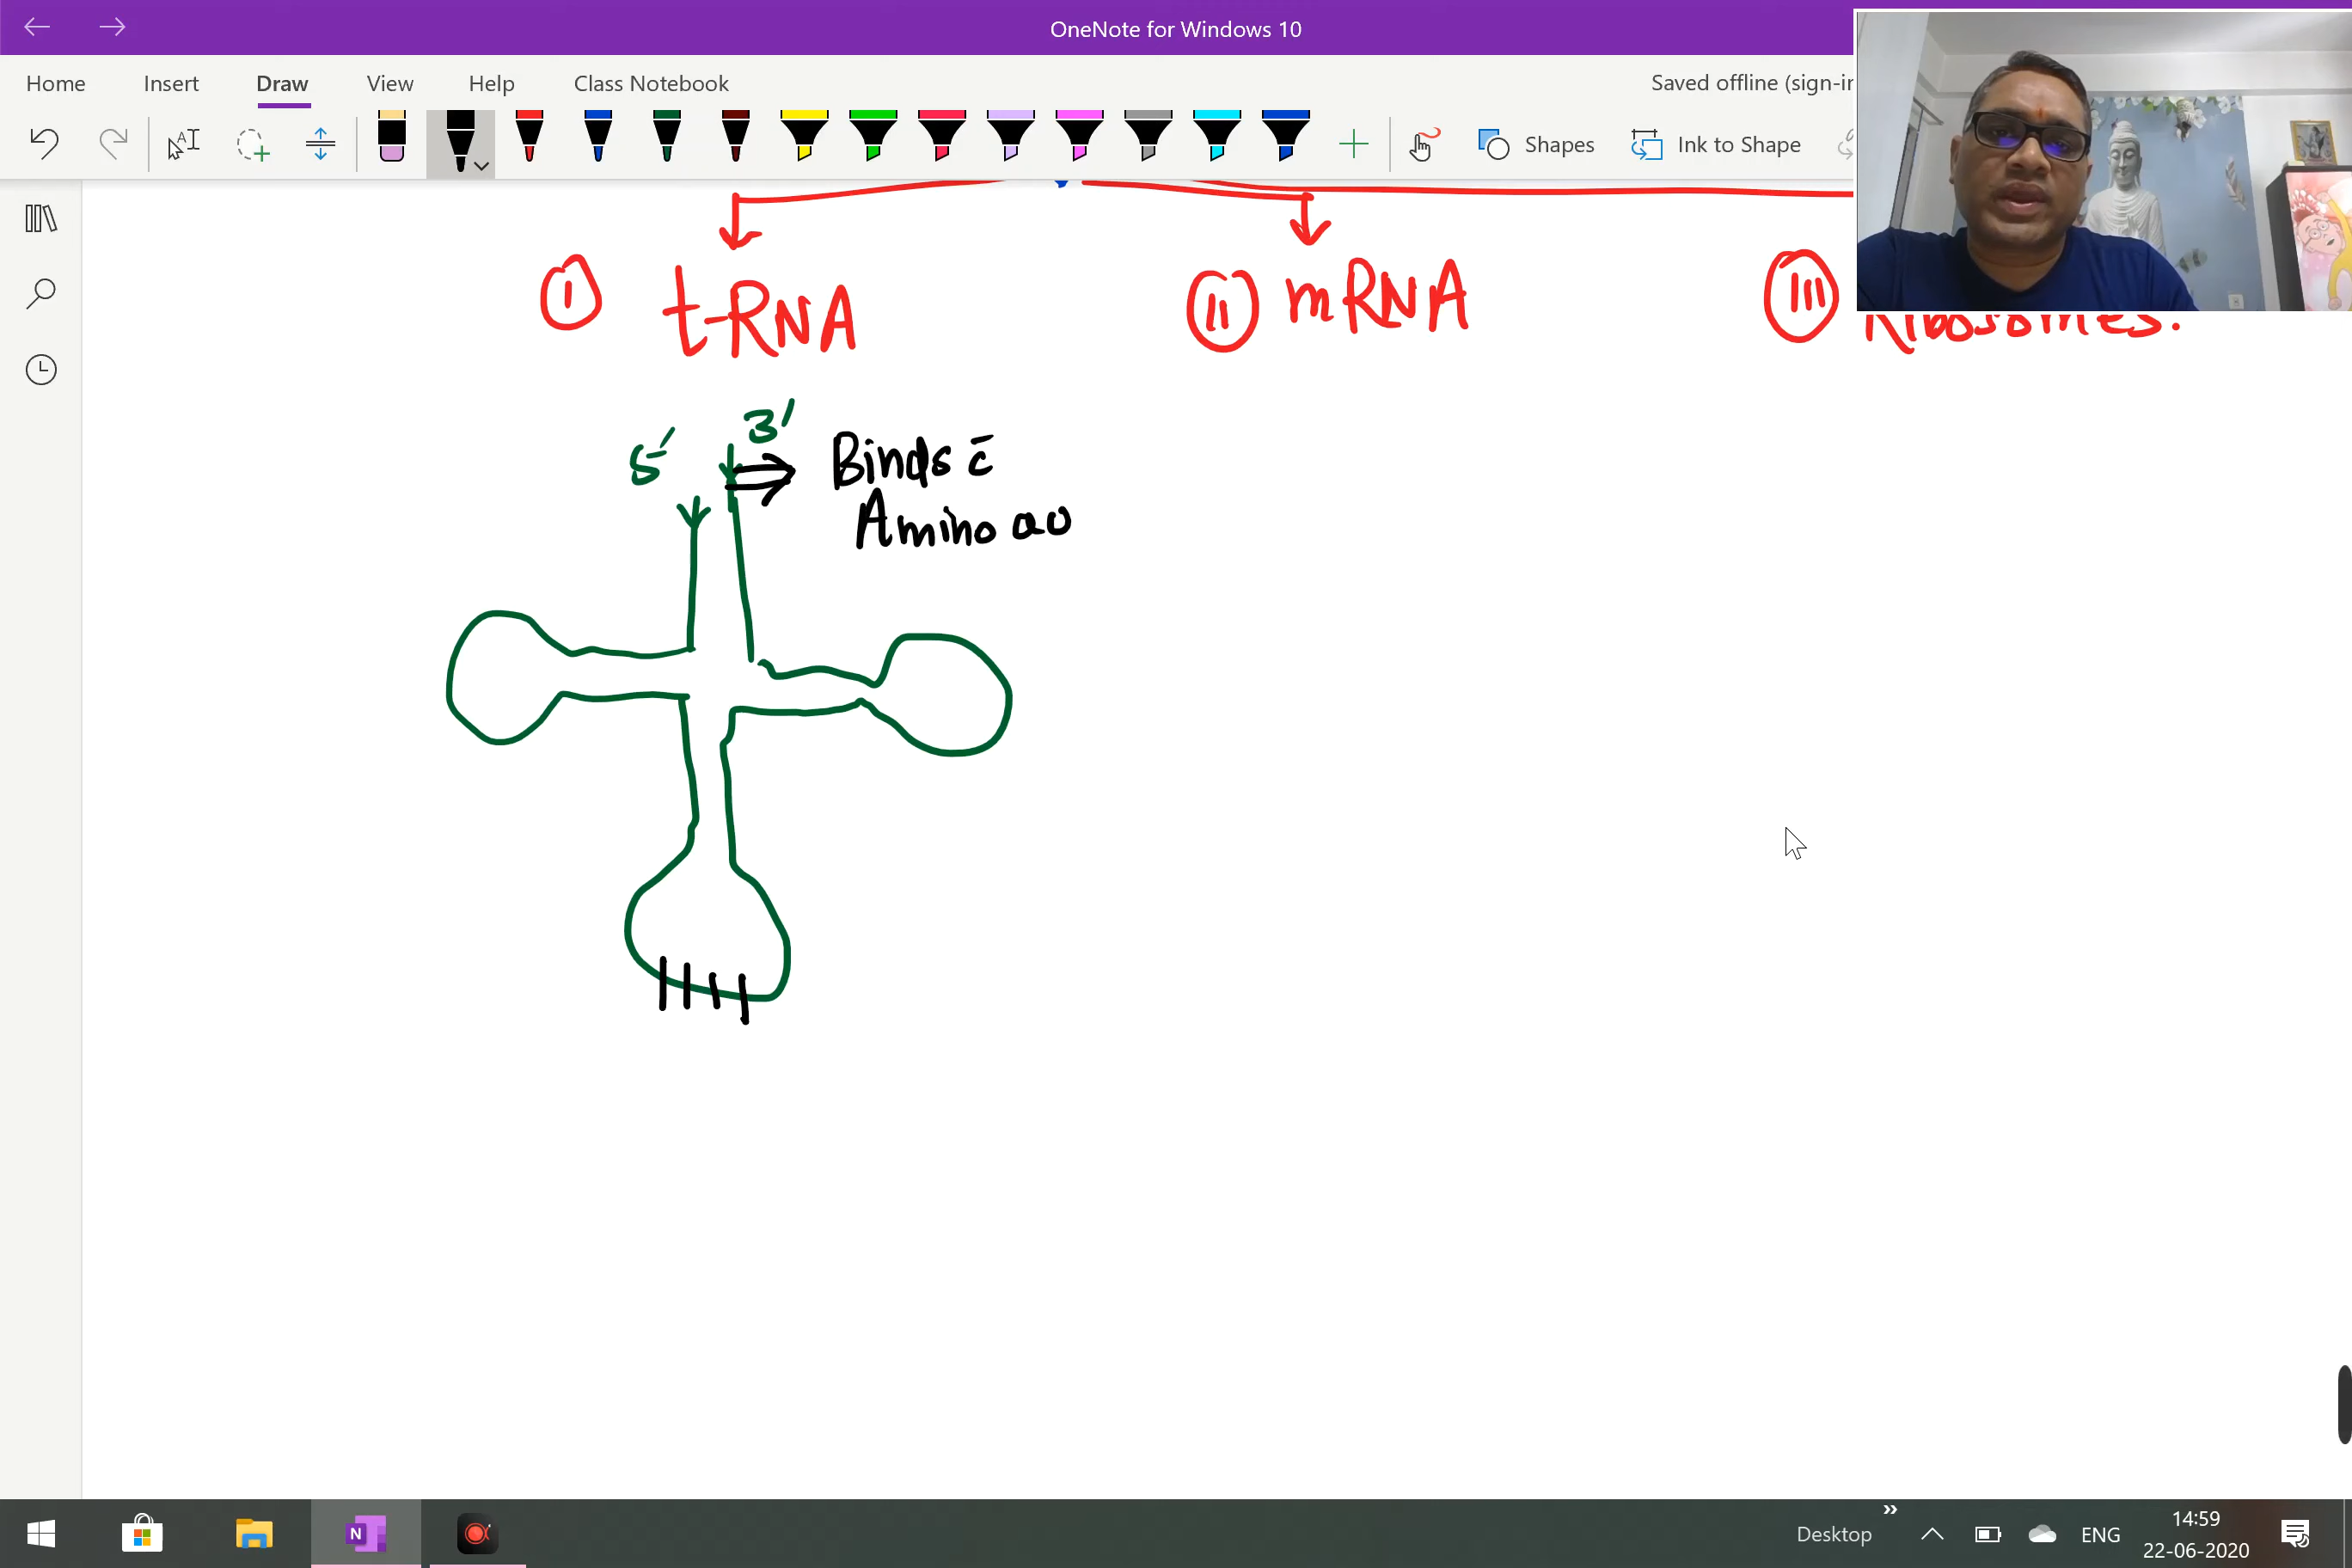 OneNote for Windows 10
Home Insert Draw View Help Class Notebook Saved offline (sign-in
Shapes Ink to Shape
I t-RNA II mRNA III Ribosomes.
5' 3' Binds c̄
Amino
Desktop ENG 14:59
22-06-2020